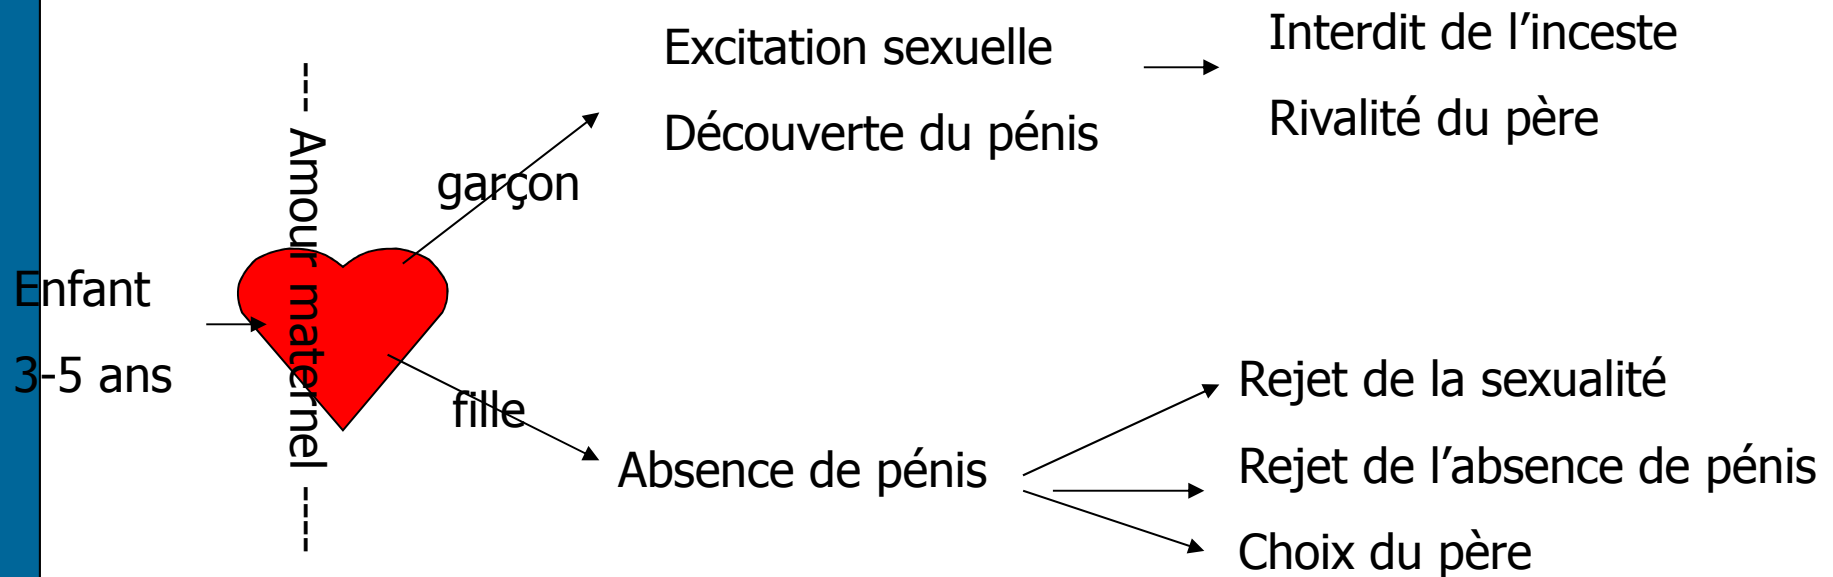 Enfant
3-5 ans
--- Amour maternel ----
garçon
Excitation sexuelle
Découverte du pénis
Interdit de l’inceste
Rivalité du père
fille
Absence de pénis
Rejet de la sexualité
Rejet de l’absence de pénis
Choix du père